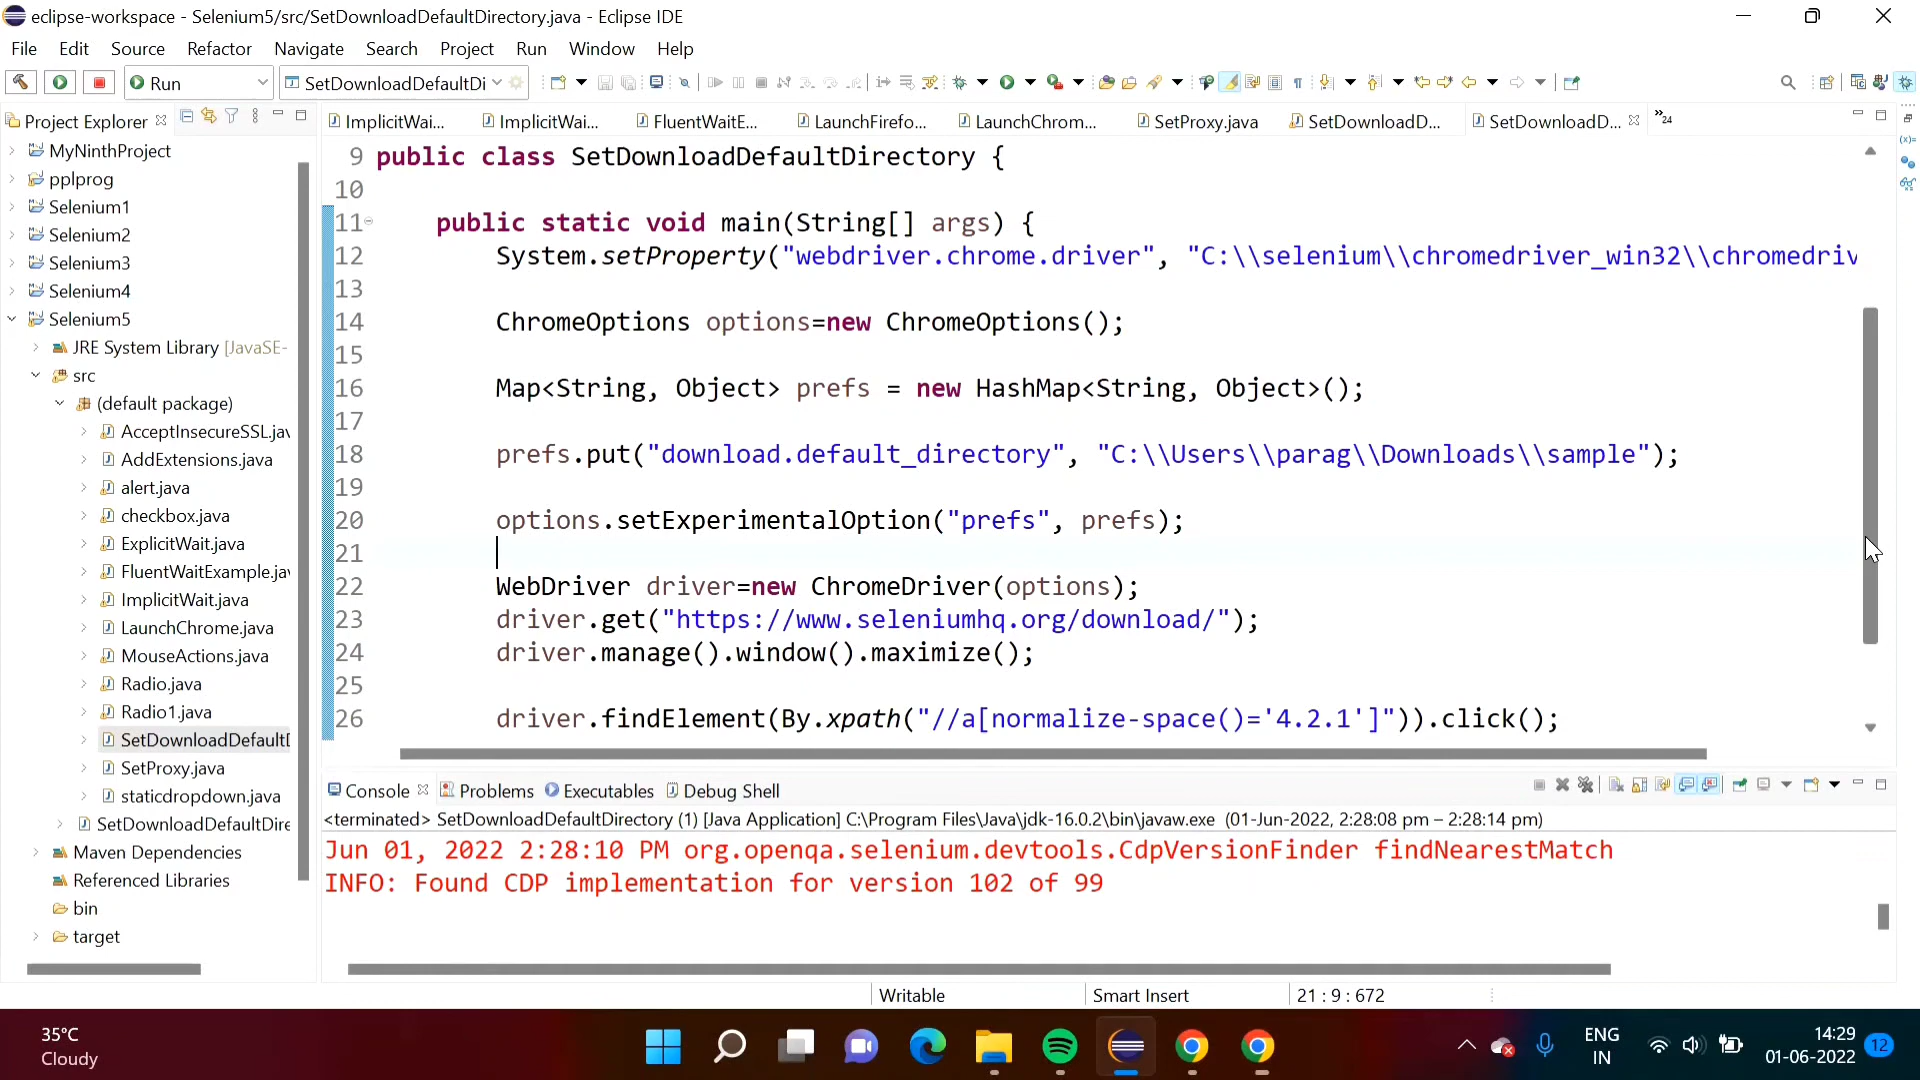 eclipse-workspace - Selenium5/src/SetDownloadDefaultDirectory.java - Eclipse IDE
File Edit Source Refactor Navigate Search Project Run Window Help
Run
SetDownloadDefaultDi
Project Explorer
MyNinthProject
pplprog
Selenium1
Selenium2
Selenium3
Selenium4
Selenium5
JRE System Library [JavaSE-
src
(default package)
AcceptInsecureSSL.jav
AddExtensions.java
alert.java
checkbox.java
ExplicitWait.java
FluentWaitExample.jav
ImplicitWait.java
LaunchChrome.java
MouseActions.java
Radio.java
Radio1.java
SetDownloadDefault
SetProxy.java
staticdropdown.java
SetDownloadDefaultDire
Maven Dependencies
Referenced Libraries
bin
target
ImplicitWai... ImplicitWai... FluentWaitE... LaunchFirefo... LaunchChrom... SetProxy.java SetDownloadD... SetDownloadD... »24
9 public class SetDownloadDefaultDirectory {
10
11 public static void main(String[] args) {
12 System.setProperty("webdriver.chrome.driver", "C:\\selenium\\chromedriver_win32\\chromedriv
13
14 ChromeOptions options=new ChromeOptions();
15
16 Map<String, Object> prefs = new HashMap<String, Object>();
17
18 prefs.put("download.default_directory", "C:\\Users\\parag\\Downloads\\sample");
19
20 options.setExperimentalOption("prefs", prefs);
21
22 WebDriver driver=new ChromeDriver(options);
23 driver.get("https://www.seleniumhq.org/download/");
24 driver.manage().window().maximize();
25
26 driver.findElement(By.xpath("//a[normalize-space()='4.2.1']")).click();
Console Problems Executables Debug Shell
<terminated> SetDownloadDefaultDirectory (1) [Java Application] C:\Program Files\Java\jdk-16.0.2\bin\javaw.exe (01-Jun-2022, 2:28:08 pm – 2:28:14 pm)
Jun 01, 2022 2:28:10 PM org.openqa.selenium.devtools.CdpVersionFinder findNearestMatch
INFO: Found CDP implementation for version 102 of 99
Writable Smart Insert 21 : 9 : 672
35°C
Cloudy
ENG
IN
14:29
01-06-2022
12